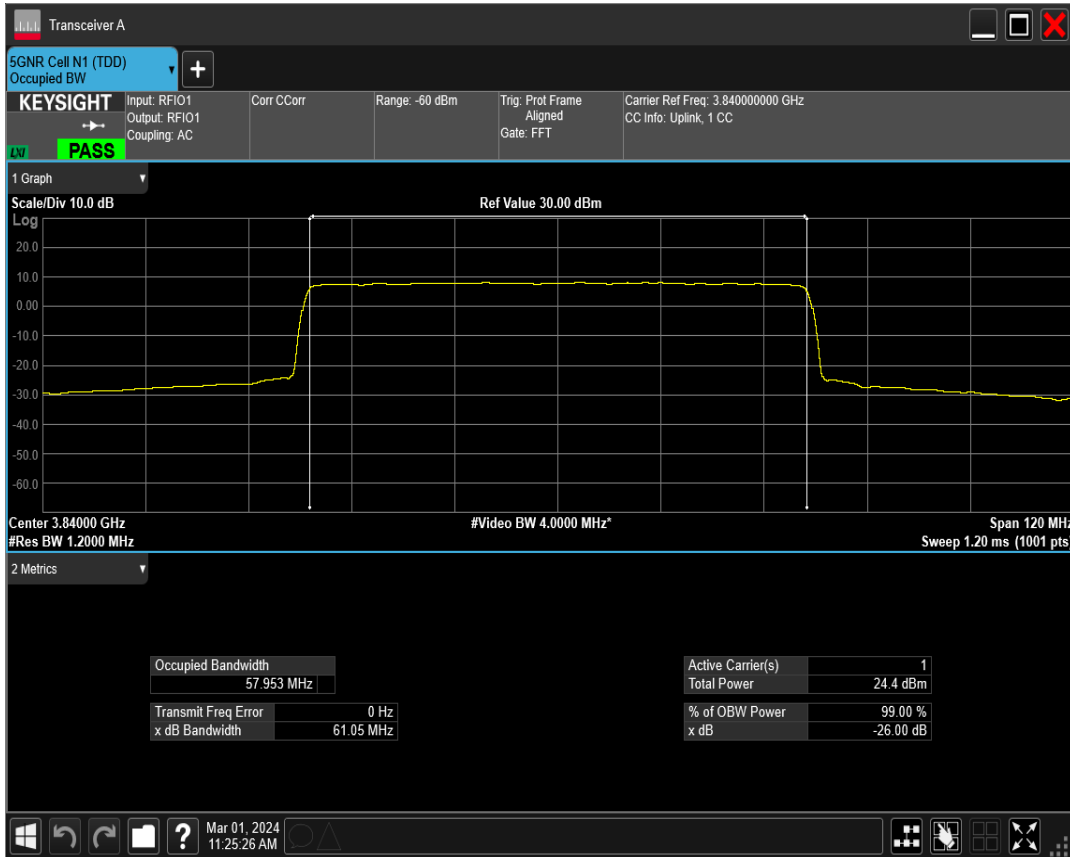 Transceiver A
5GNR Cell N1 (TDD)
Occupied BW
+
KEYSIGHT
LXI
PASS
Input: RFIO1
Output: RFIO1
Coupling: AC
Corr CCorr
Range: -60 dBm
Trig: Prot Frame
Aligned
Gate: FFT
Carrier Ref Freq: 3.840000000 GHz
CC Info: Uplink, 1 CC
1 Graph
Scale/Div 10.0 dB
Ref Value 30.00 dBm
Log
20.0
10.0
0.00
-10.0
-20.0
-30.0
-40.0
-50.0
-60.0
Center 3.84000 GHz
#Video BW 4.0000 MHz*
Span 120 MHz
#Res BW 1.2000 MHz
Sweep 1.20 ms (1001 pts)
2 Metrics
Occupied Bandwidth
57.953 MHz
Transmit Freq Error 0 Hz
x dB Bandwidth 61.05 MHz
Active Carrier(s) 1
Total Power 24.4 dBm
% of OBW Power 99.00 %
x dB -26.00 dB
?
Mar 01, 2024
11:25:26 AM